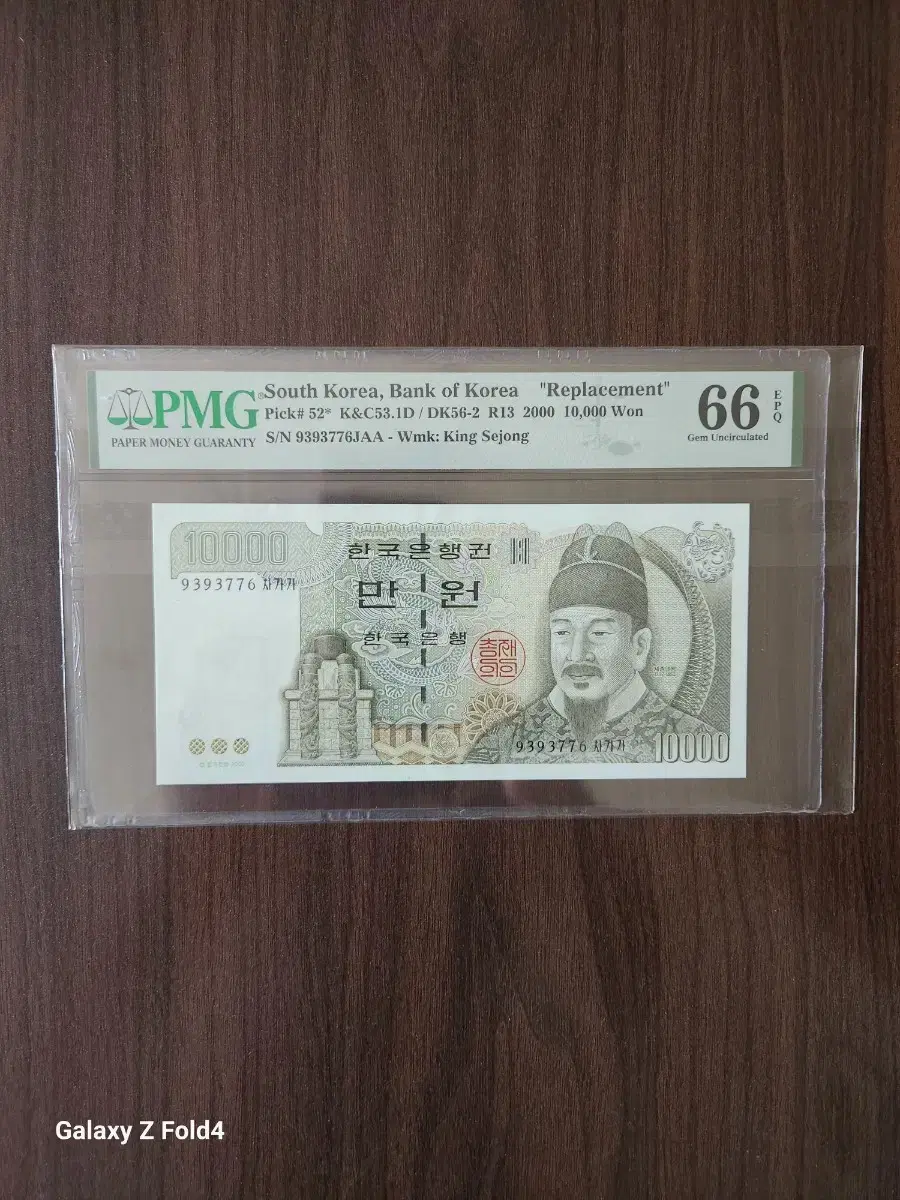 PMG South Korea, Bank of Korea "Replacement" 66 EPQ
Pick# 52* K&C53.1D / DK56-2 R13 2000 10,000 Won
PAPER MONEY GUARANTY S/N 9393776JAA - Wmk: King Sejong Gem Uncirculated
10000 한국은행권
9393776 차가가
만 원
한국은행
총재의인
9393776 차가가 10000
Galaxy Z Fold4